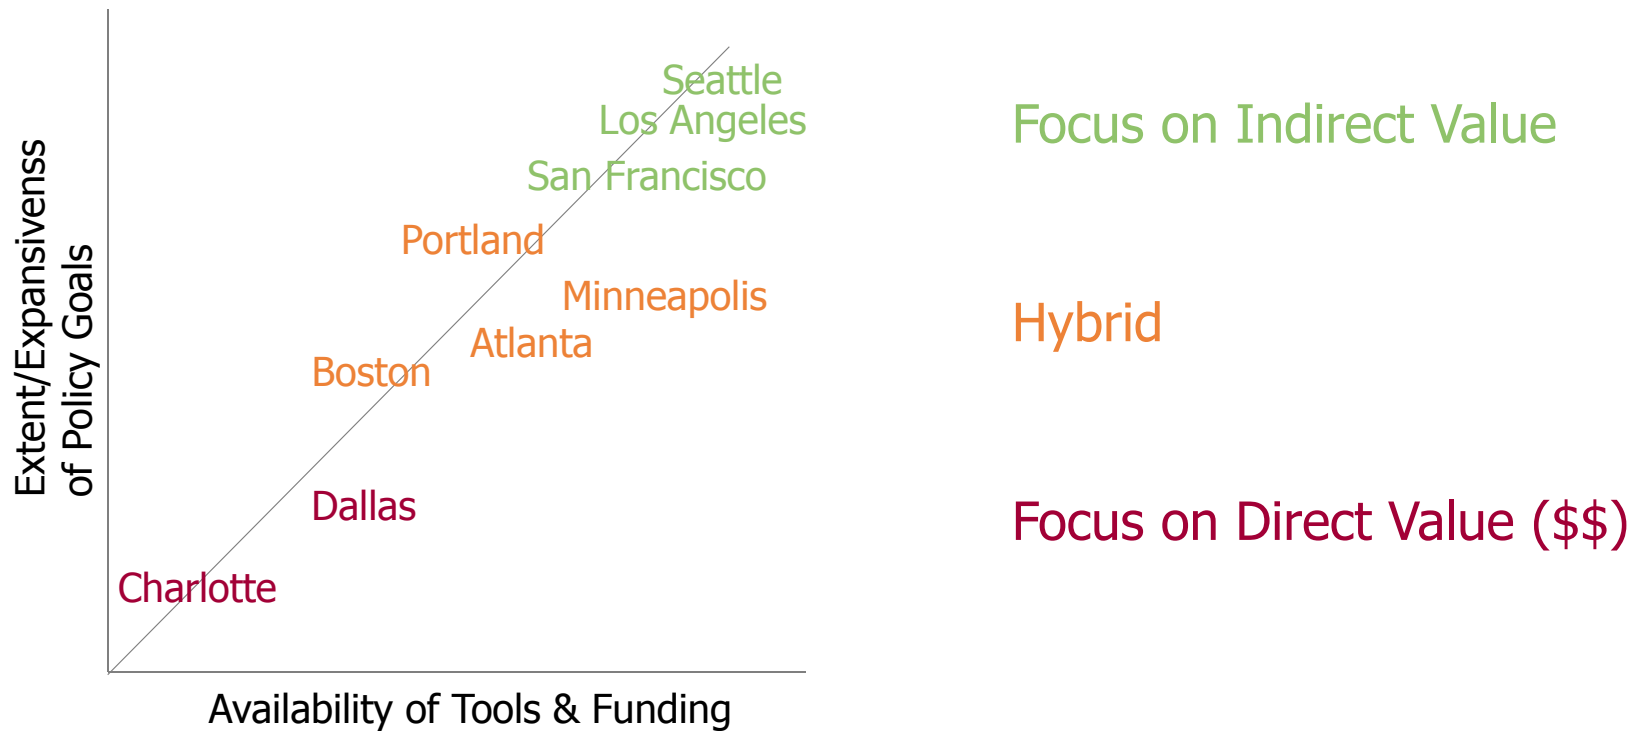 Extent/Expansivenss
of Policy Goals
Seattle
Los Angeles
San Francisco
Portland
Minneapolis
Atlanta
Boston
Dallas
Charlotte
Availability of Tools & Funding
Focus on Indirect Value
Hybrid
Focus on Direct Value ($$)